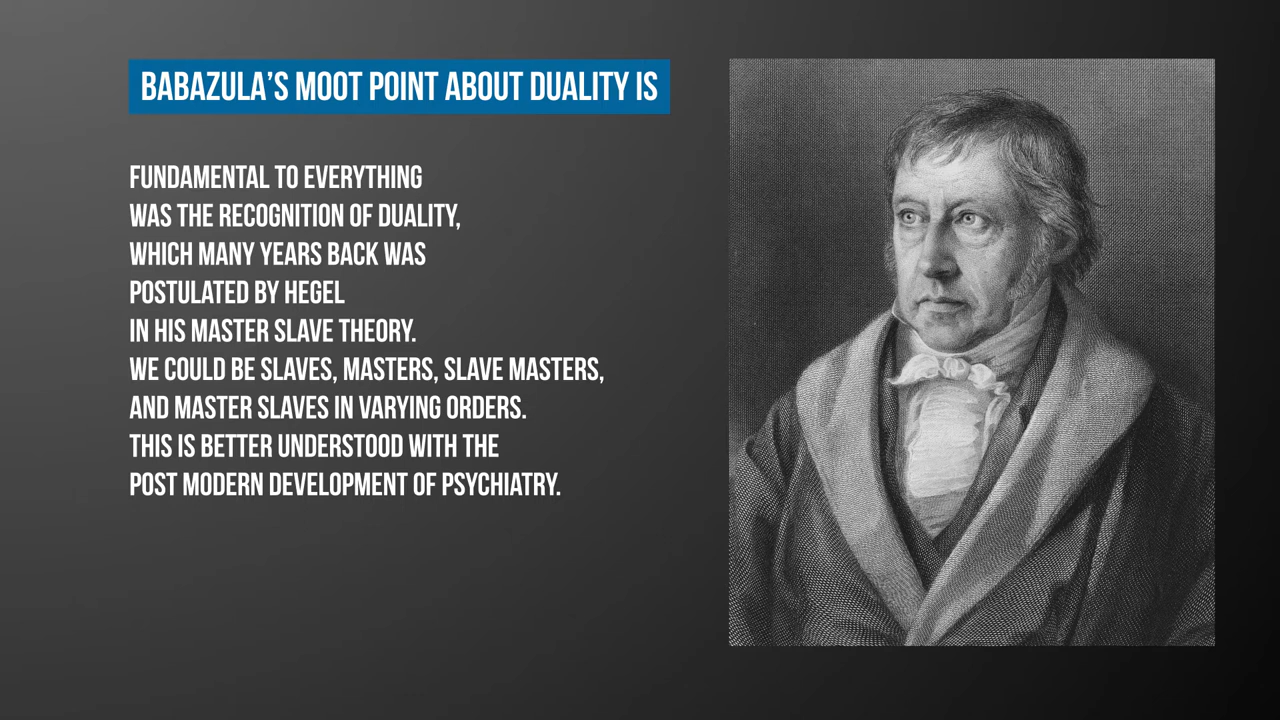 BABAZULA'S MOOT POINT ABOUT DUALITY IS
FUNDAMENTAL TO EVERYTHING
WAS THE RECOGNITION OF DUALITY,
WHICH MANY YEARS BACK WAS
POSTULATED BY HEGEL
IN HIS MASTER SLAVE THEORY.
WE COULD BE SLAVES, MASTERS, SLAVE MASTERS,
AND MASTER SLAVES IN VARYING ORDERS.
THIS IS BETTER UNDERSTOOD WITH THE
POST MODERN DEVELOPMENT OF PSYCHIATRY.